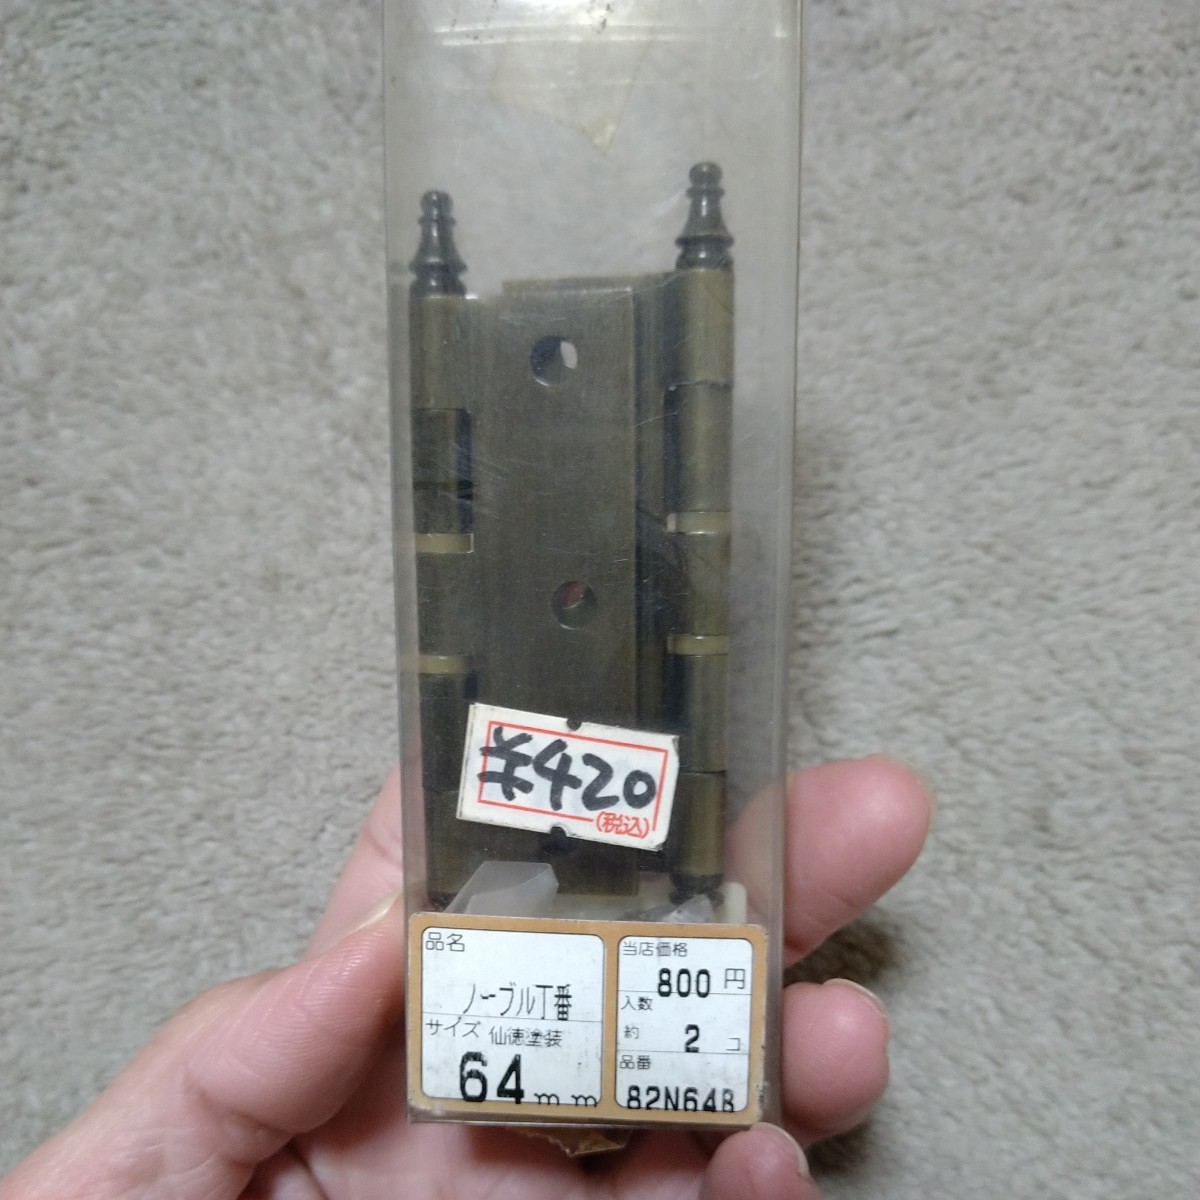 ¥420
(税込)
品名
ノーブル丁番
サイズ 仙徳塗装
64mm
当店価格
800円
入数
約 2 コ
品番
82N64B